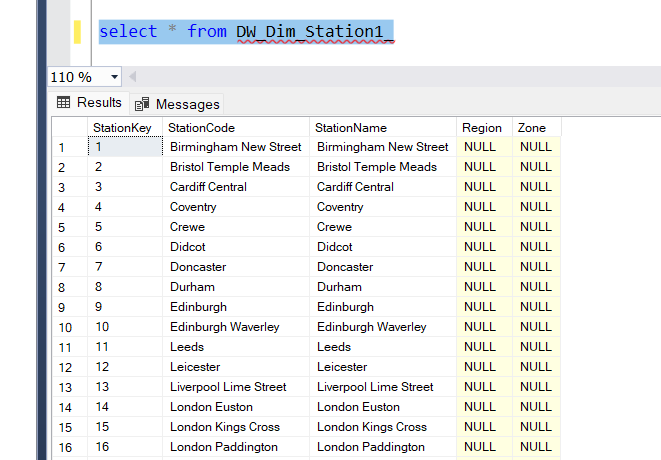 select * from DW_Dim_Station1_
110 %
Results Messages
StationKey StationCode StationName Region Zone
1 1 Birmingham New Street Birmingham New Street NULL NULL
2 2 Bristol Temple Meads Bristol Temple Meads NULL NULL
3 3 Cardiff Central Cardiff Central NULL NULL
4 4 Coventry Coventry NULL NULL
5 5 Crewe Crewe NULL NULL
6 6 Didcot Didcot NULL NULL
7 7 Doncaster Doncaster NULL NULL
8 8 Durham Durham NULL NULL
9 9 Edinburgh Edinburgh NULL NULL
10 10 Edinburgh Waverley Edinburgh Waverley NULL NULL
11 11 Leeds Leeds NULL NULL
12 12 Leicester Leicester NULL NULL
13 13 Liverpool Lime Street Liverpool Lime Street NULL NULL
14 14 London Euston London Euston NULL NULL
15 15 London Kings Cross London Kings Cross NULL NULL
16 16 London Paddington London Paddington NULL NULL